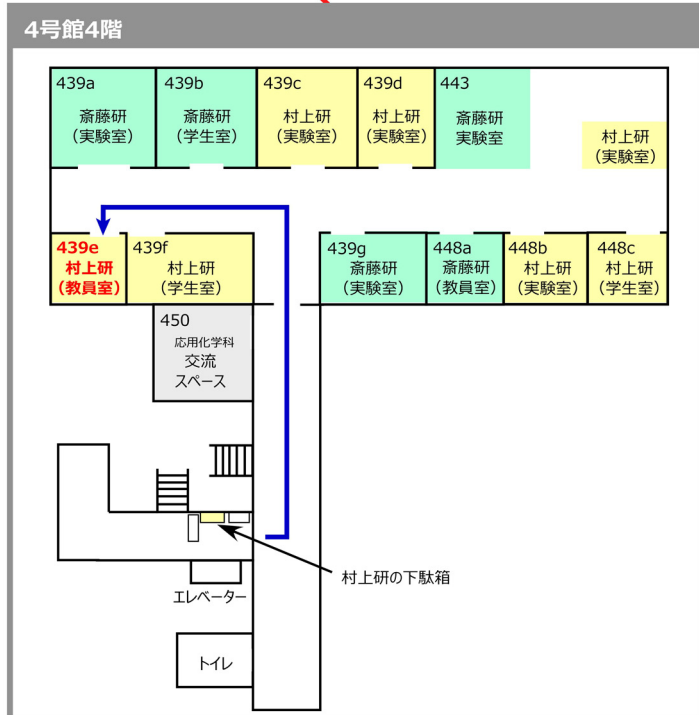 4号館4階
439a
斎藤研
（実験室）
439b
斎藤研
（学生室）
439c
村上研
（実験室）
439d
村上研
（実験室）
443
斎藤研
実験室
村上研
（実験室）
439e
村上研
（教員室）
439f
村上研
（学生室）
439g
斎藤研
（実験室）
448a
斎藤研
（教員室）
448b
村上研
（実験室）
448c
村上研
（学生室）
450
応用化学科
交流
スペース
村上研の下駄箱
エレベーター
トイレ